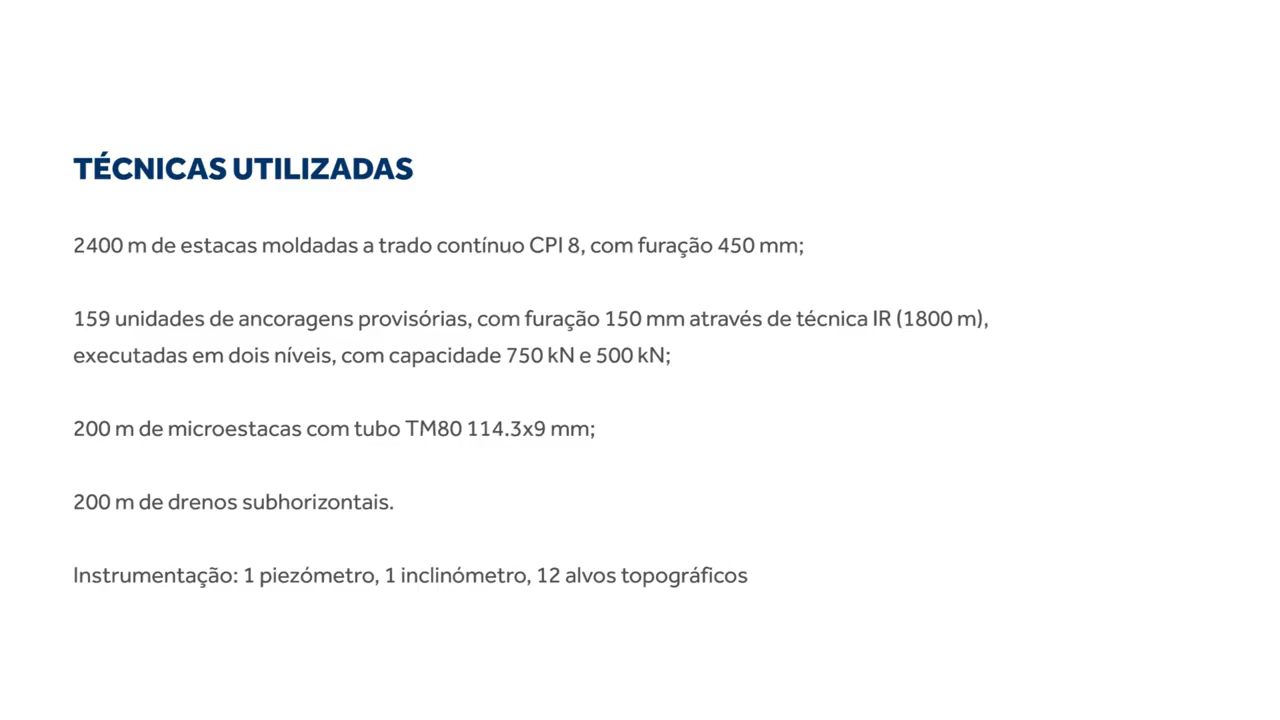 TÉCNICAS UTILIZADAS
2400 m de estacas moldadas a trado contínuo CPI 8, com furação 450 mm;
159 unidades de ancoragens provisórias, com furação 150 mm através de técnica IR (1800 m),
executadas em dois níveis, com capacidade 750 kN e 500 kN;
200 m de microestacas com tubo TM80 114.3x9 mm;
200 m de drenos subhorizontais.
Instrumentação: 1 piezómetro, 1 inclinómetro, 12 alvos topográficos